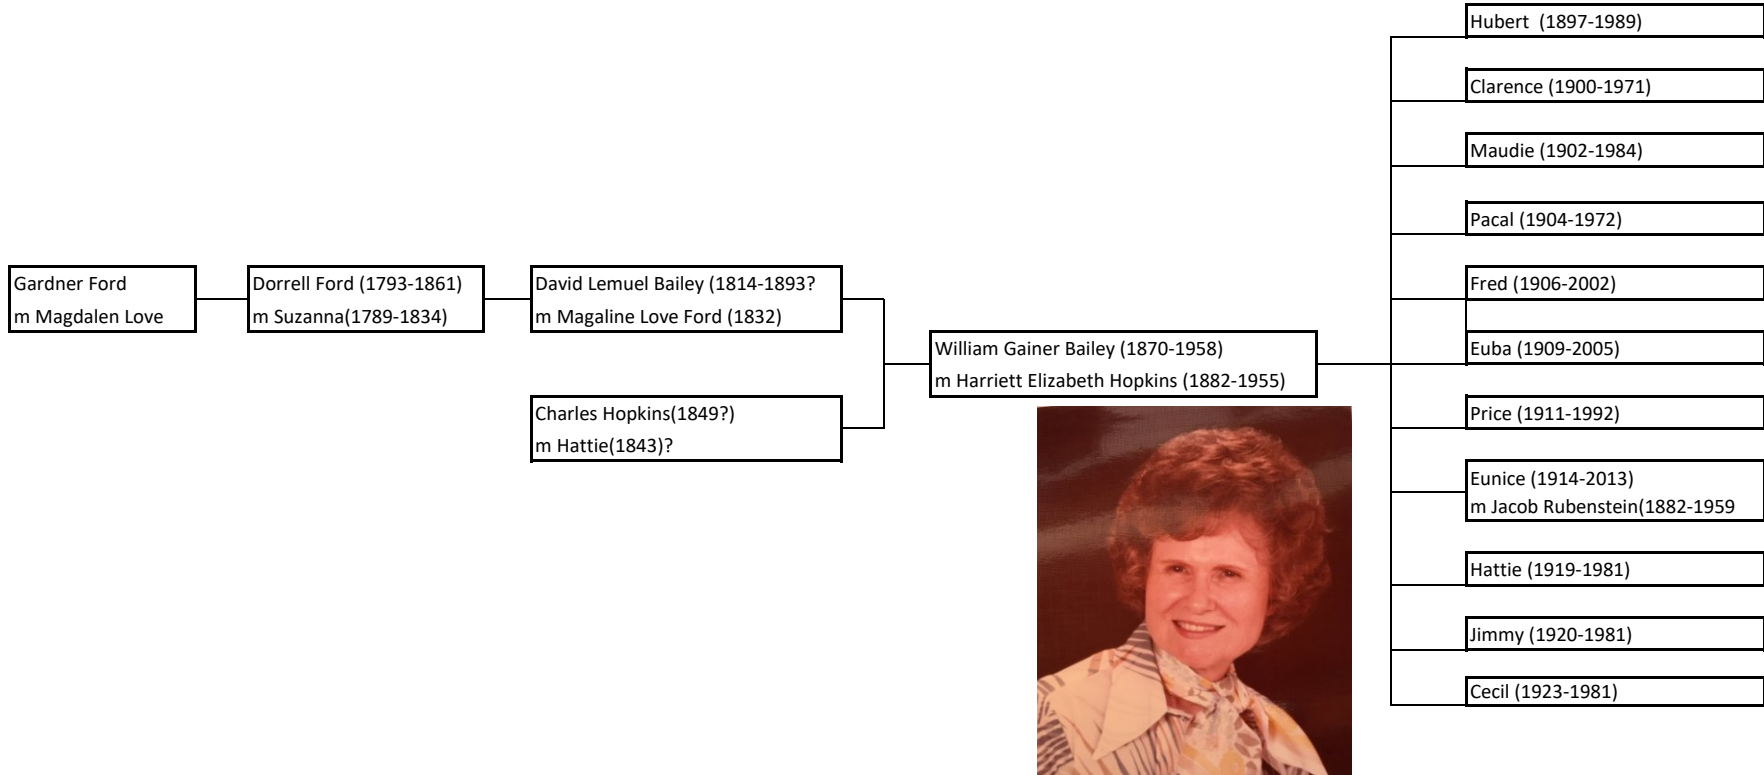 Gardner Ford
m Magdalen Love
Dorrell Ford (1793-1861)
m Suzanna(1789-1834)
David Lemuel Bailey (1814-1893?
m Magaline Love Ford (1832)
Charles Hopkins(1849?)
m Hattie(1843)?
William Gainer Bailey (1870-1958)
m Harriett Elizabeth Hopkins (1882-1955)
Hubert  (1897-1989)
Clarence (1900-1971)
Maudie (1902-1984)
Pacal (1904-1972)
Fred (1906-2002)
Euba (1909-2005)
Price (1911-1992)
Eunice (1914-2013)
m Jacob Rubenstein(1882-1959
Hattie (1919-1981)
Jimmy (1920-1981)
Cecil (1923-1981)